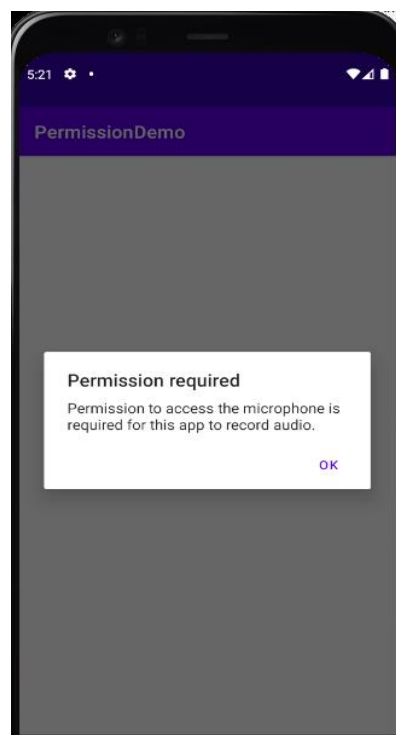 5:21
PermissionDemo
Permission required
Permission to access the microphone is
required for this app to record audio.
OK